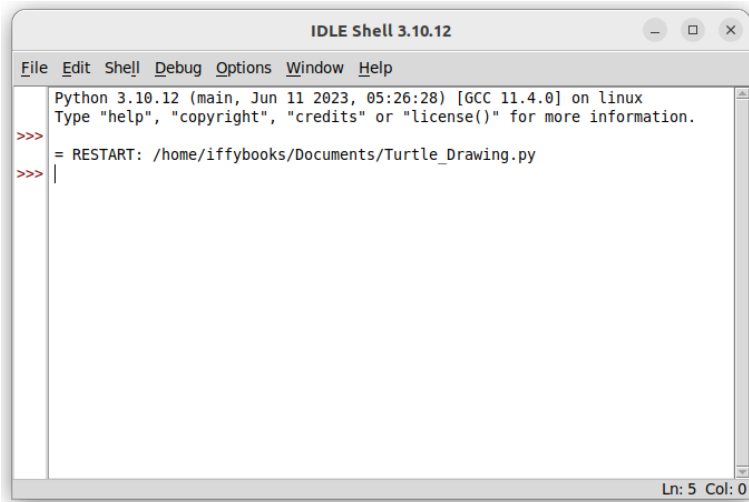 IDLE Shell 3.10.12
File Edit Shell Debug Options Window Help
Python 3.10.12 (main, Jun 11 2023, 05:26:28) [GCC 11.4.0] on linux
Type "help", "copyright", "credits" or "license()" for more information.
>>>
= RESTART: /home/iffybooks/Documents/Turtle_Drawing.py
>>>
Ln: 5 Col: 0